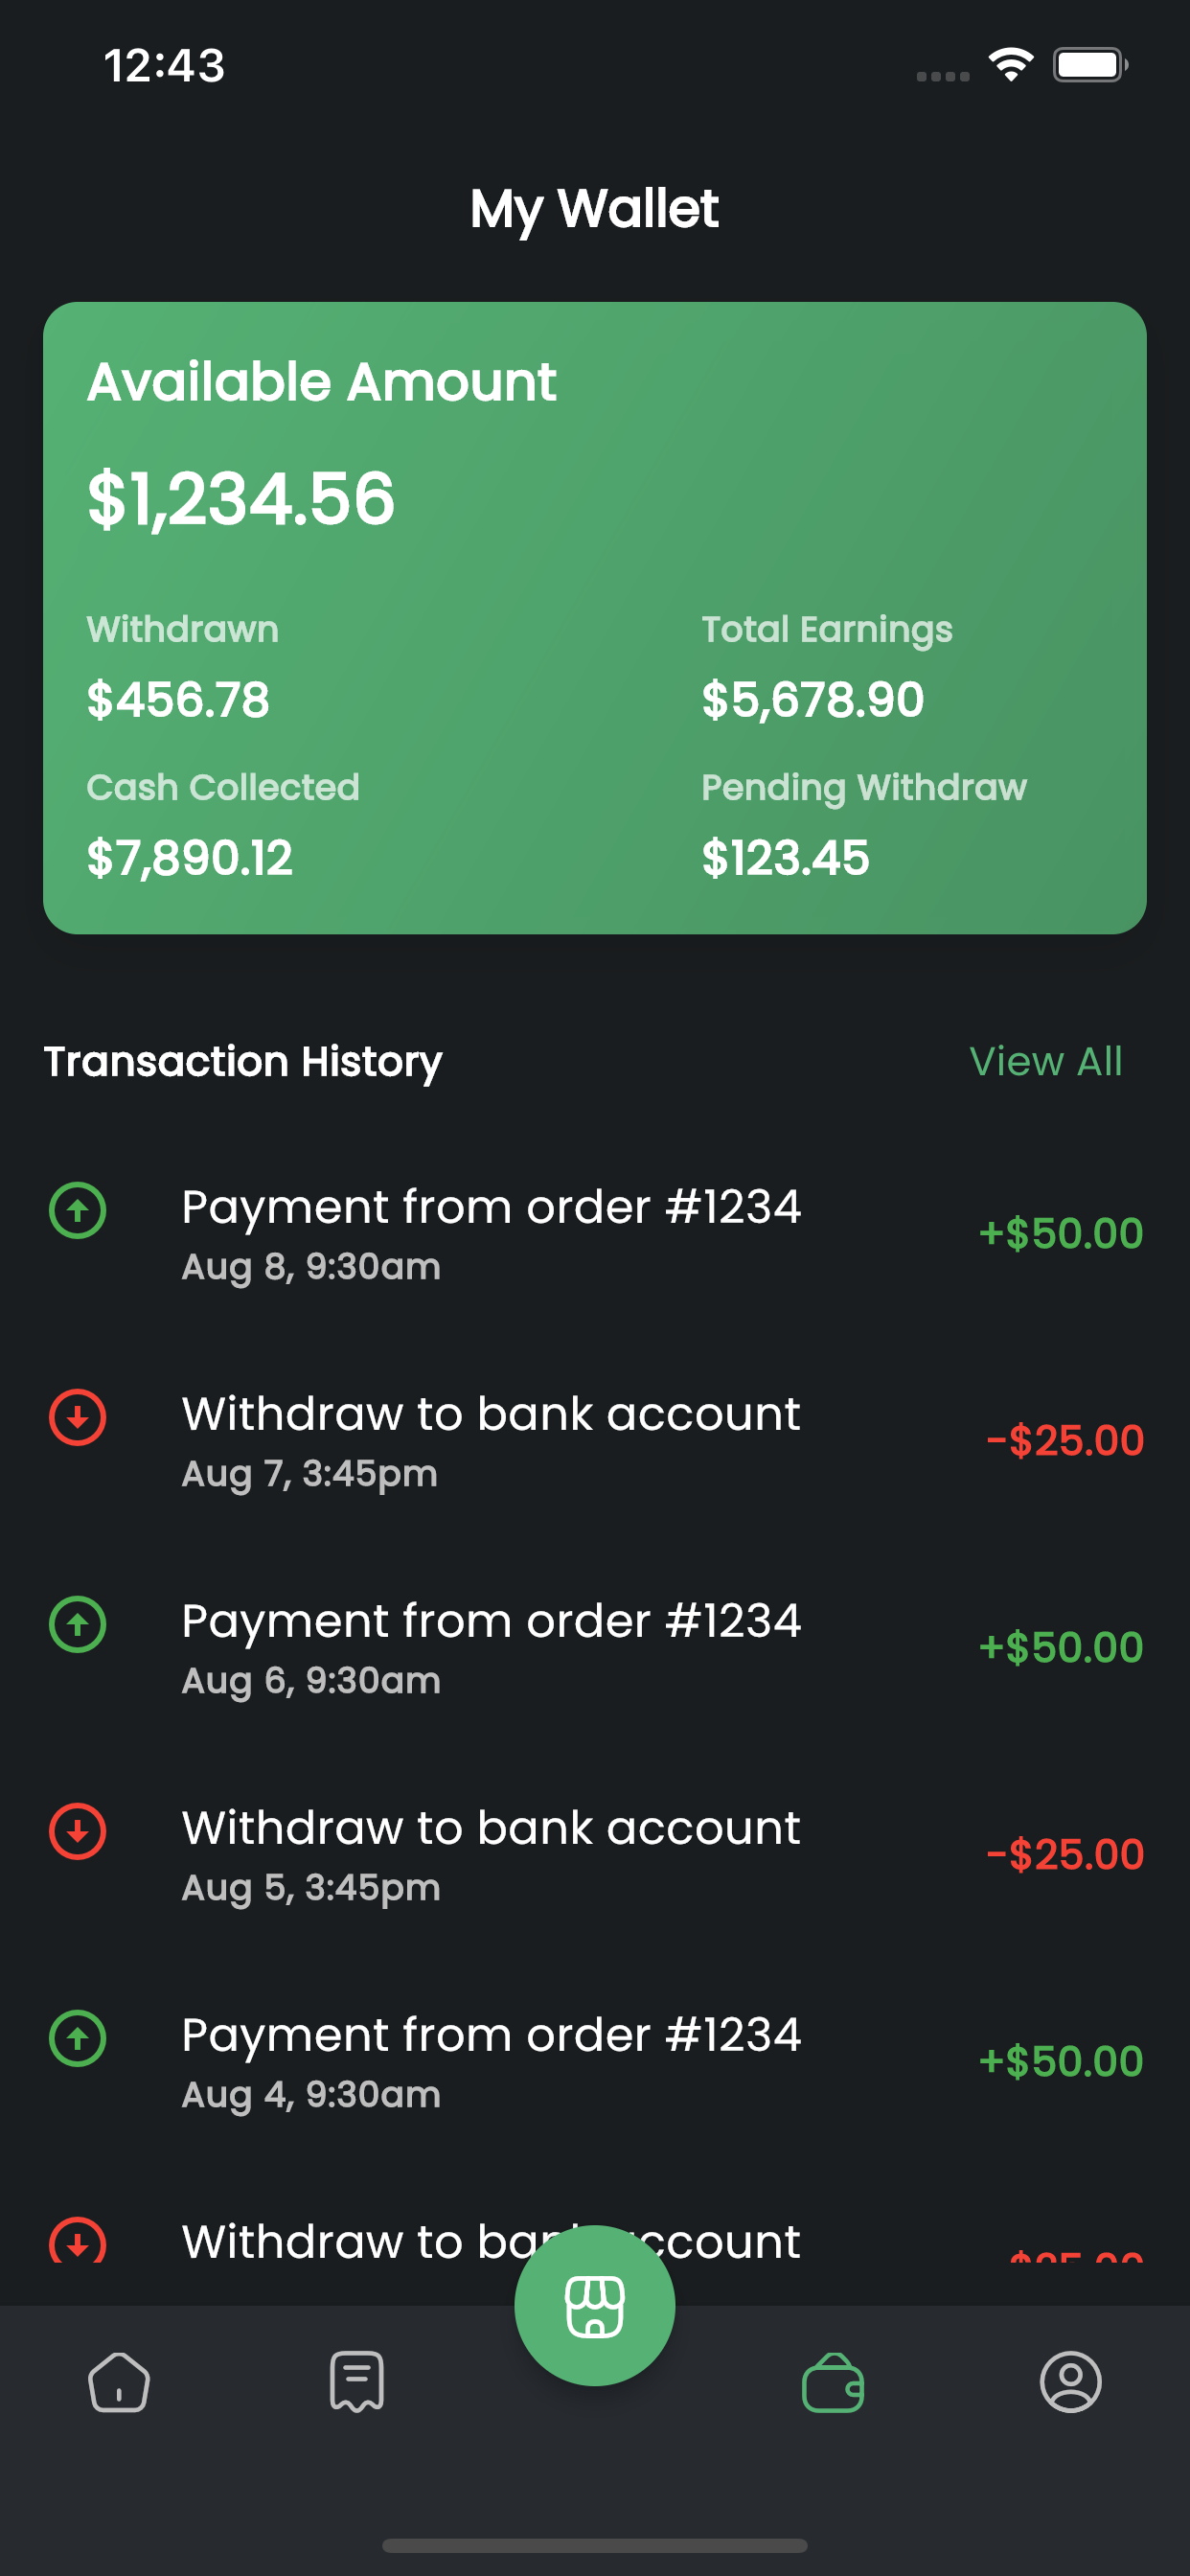 12:43
My Wallet
Available Amount
$1,234.56
Withdrawn
Total Earnings
$456.78
$5,678.90
Cash Collected
Pending Withdraw
$7,890.12
$123.45
Transaction History
View All
Payment from order #1234
+$50.00
Aug 8, 9:30am
Withdraw to bank account
-$25.00
Aug 7, 3:45pm
Payment from order #1234
+$50.00
Aug 6, 9:30am
Withdraw to bank account
-$25.00
Aug 5, 3:45pm
Payment from order #1234
+$50.00
Aug 4, 9:30am
Withdraw to